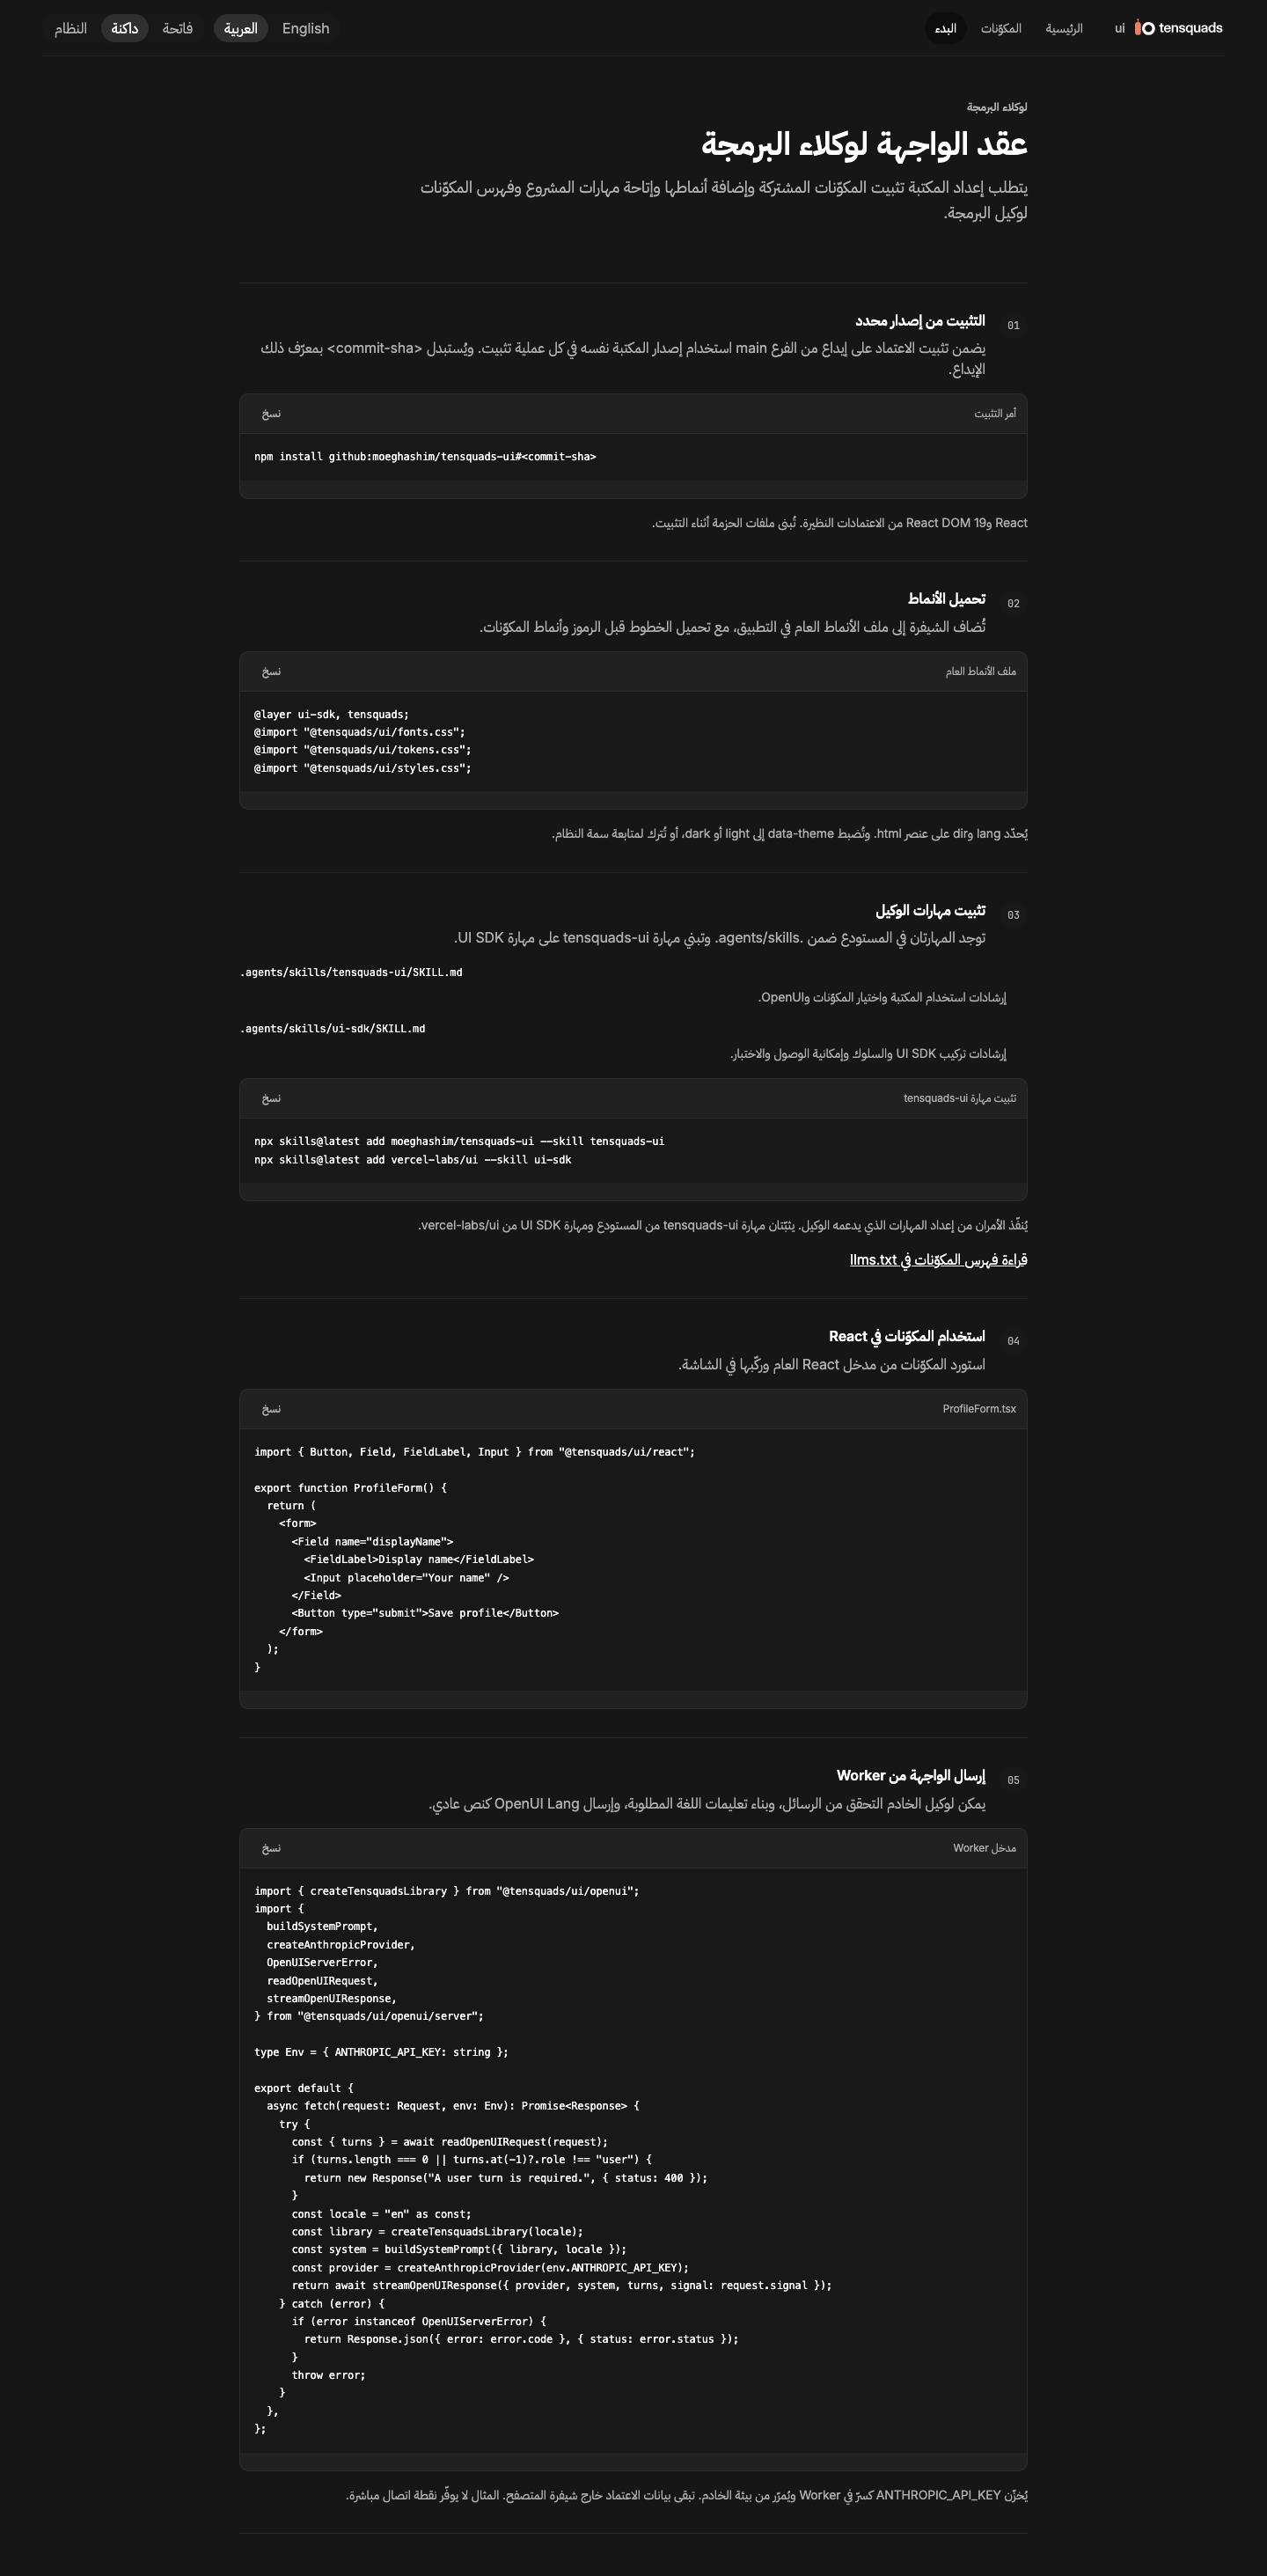 tensquads ui
الرئيسية
المكوّنات
البدء
English
العربية
فاتحة
داكنة
النظام
لوكلاء البرمجة
عقد الواجهة لوكلاء البرمجة
يتطلب إعداد المكتبة تثبيت المكوّنات المشتركة وإضافة أنماطها وإتاحة مهارات المشروع وفهرس المكوّنات
لوكيل البرمجة.
01
التثبيت من إصدار محدد
يضمن تثبيت الاعتماد على إيداع من الفرع main استخدام إصدار المكتبة نفسه في كل عملية تثبيت. ويُستبدل <commit-sha> بمعرّف ذلك
الإيداع.
أمر التثبيت
نسخ
npm install github:moeghashim/tensquads-ui#<commit-sha>
React وReact DOM 19 من الاعتمادات النظيرة. تُبنى ملفات الحزمة أثناء التثبيت.
02
تحميل الأنماط
تُضاف الشيفرة إلى ملف الأنماط العام في التطبيق، مع تحميل الخطوط قبل الرموز وأنماط المكوّنات.
ملف الأنماط العام
نسخ
@layer ui-sdk, tensquads;
@import "@tensquads/ui/fonts.css";
@import "@tensquads/ui/tokens.css";
@import "@tensquads/ui/styles.css";
يُحدّد lang وdir على عنصر html. وتُضبط data-theme إلى light أو dark، أو تُترك لمتابعة سمة النظام.
03
تثبيت مهارات الوكيل
توجد المهارتان في المستودع ضمن .agents/skills. وتبني مهارة tensquads-ui على مهارة UI SDK.
.agents/skills/tensquads-ui/SKILL.md
إرشادات استخدام المكتبة واختيار المكوّنات وOpenUI.
.agents/skills/ui-sdk/SKILL.md
إرشادات تركيب UI SDK والسلوك وإمكانية الوصول والاختبار.
تثبيت مهارة tensquads-ui
نسخ
npx skills@latest add moeghashim/tensquads-ui --skill tensquads-ui
npx skills@latest add vercel-labs/ui --skill ui-sdk
يُنفّذ الأمران من إعداد المهارات الذي يدعمه الوكيل. يثبّتان مهارة tensquads-ui من المستودع ومهارة UI SDK من vercel-labs/ui.
قراءة فهرس المكوّنات في llms.txt
04
استخدام المكوّنات في React
استورد المكوّنات من مدخل React العام وركّبها في الشاشة.
ProfileForm.tsx
نسخ
import { Button, Field, FieldLabel, Input } from "@tensquads/ui/react";
export function ProfileForm() {
  return (
    <form>
      <Field name="displayName">
        <FieldLabel>Display name</FieldLabel>
        <Input placeholder="Your name" />
      </Field>
      <Button type="submit">Save profile</Button>
    </form>
  );
}
05
إرسال الواجهة من Worker
يمكن لوكيل الخادم التحقق من الرسائل، وبناء تعليمات اللغة المطلوبة، وإرسال OpenUI Lang كنص عادي.
مدخل Worker
نسخ
import { createTensquadsLibrary } from "@tensquads/ui/openui";
import {
  buildSystemPrompt,
  createAnthropicProvider,
  OpenUIServerError,
  readOpenUIRequest,
  streamOpenUIResponse,
} from "@tensquads/ui/openui/server";
type Env = { ANTHROPIC_API_KEY: string };
export default {
  async fetch(request: Request, env: Env): Promise<Response> {
    try {
      const { turns } = await readOpenUIRequest(request);
      if (turns.length === 0 || turns.at(-1)?.role !== "user") {
        return new Response("A user turn is required.", { status: 400 });
      }
      const locale = "en" as const;
      const library = createTensquadsLibrary(locale);
      const system = buildSystemPrompt({ library, locale });
      const provider = createAnthropicProvider(env.ANTHROPIC_API_KEY);
      return await streamOpenUIResponse({ provider, system, turns, signal: request.signal });
    } catch (error) {
      if (error instanceof OpenUIServerError) {
        return Response.json({ error: error.code }, { status: error.status });
      }
      throw error;
    }
  },
};
يُخزّن ANTHROPIC_API_KEY كسرّ في Worker ويُمرّر من بيئة الخادم. تبقى بيانات الاعتماد خارج شيفرة المتصفح. المثال لا يوفّر نقطة اتصال مباشرة.